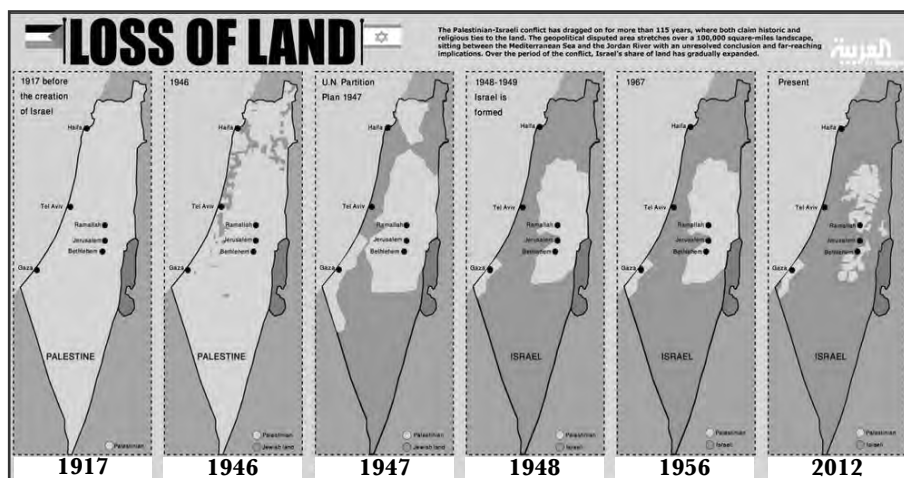 LOSS OF LAND
The Palestinian-Israeli conflict has dragged on for more than 115 years, where both claim historic and
religious ties to the land. The geopolitical disputed area stretches over a 100,000 square-miles landscape,
sitting between the Mediterranean Sea and the Jordan River with an unresolved conclusion and far-reaching
implications. Over the period of the conflict, Israel's share of land has gradually expanded.
العربية
1917 before
the creation
of Israel
Haifa
Tel Aviv
Ramallah
Jerusalem
Bethlehem
Gaza
PALESTINE
Palestinian
1917
1946
Haifa
Tel Aviv
Ramallah
Jerusalem
Bethlehem
Gaza
PALESTINE
Palestinian
Jewish land
1946
U.N. Partition
Plan 1947
Haifa
Tel Aviv
Ramallah
Jerusalem
Bethlehem
Gaza
Palestinian
Jewish land
1947
1948-1949
Israel is
formed
Haifa
Tel Aviv
Ramallah
Jerusalem
Bethlehem
Gaza
ISRAEL
Palestinian
Israeli
1948
1967
Haifa
Tel Aviv
Ramallah
Jerusalem
Bethlehem
Gaza
ISRAEL
Palestinian
Israeli
1956
Present
Haifa
Tel Aviv
Ramallah
Jerusalem
Bethlehem
Gaza
ISRAEL
Palestinian
Israeli
2012